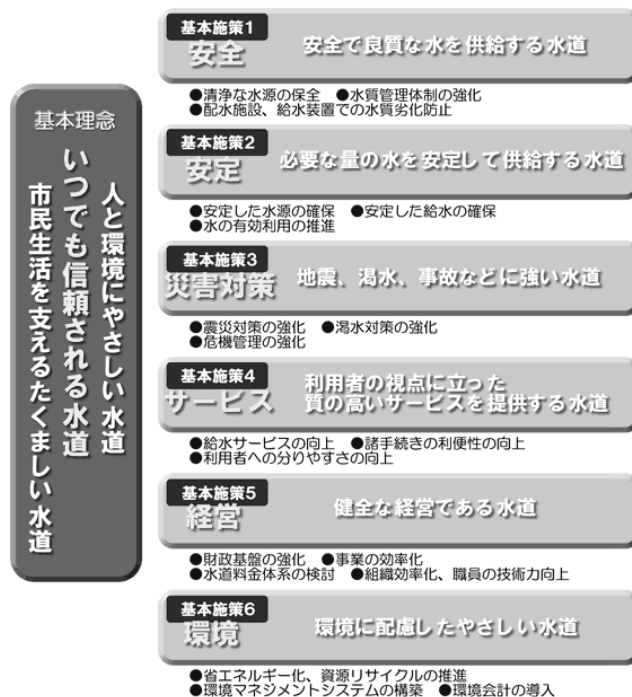 基本理念
人と環境にやさしい水道
いつでも信頼される水道
市民生活を支えるたくましい水道
基本施策1
安全
安全で良質な水を供給する水道
●清浄な水源の保全　●水質管理体制の強化
●配水施設、給水装置での水質劣化防止
基本施策2
安定
必要な量の水を安定して供給する水道
●安定した水源の確保　●安定した給水の確保
●水の有効利用の推進
基本施策3
災害対策
地震、渇水、事故などに強い水道
●震災対策の強化　●渇水対策の強化
●危機管理の強化
基本施策4
サービス
利用者の視点に立った
質の高いサービスを提供する水道
●給水サービスの向上　●諸手続きの利便性の向上
●利用者への分りやすさの向上
基本施策5
経営
健全な経営である水道
●財政基盤の強化　●事業の効率化
●水道料金体系の検討　●組織効率化、職員の技術力向上
基本施策6
環境
環境に配慮したやさしい水道
●省エネルギー化、資源リサイクルの推進
●環境マネジメントシステムの構築　●環境会計の導入